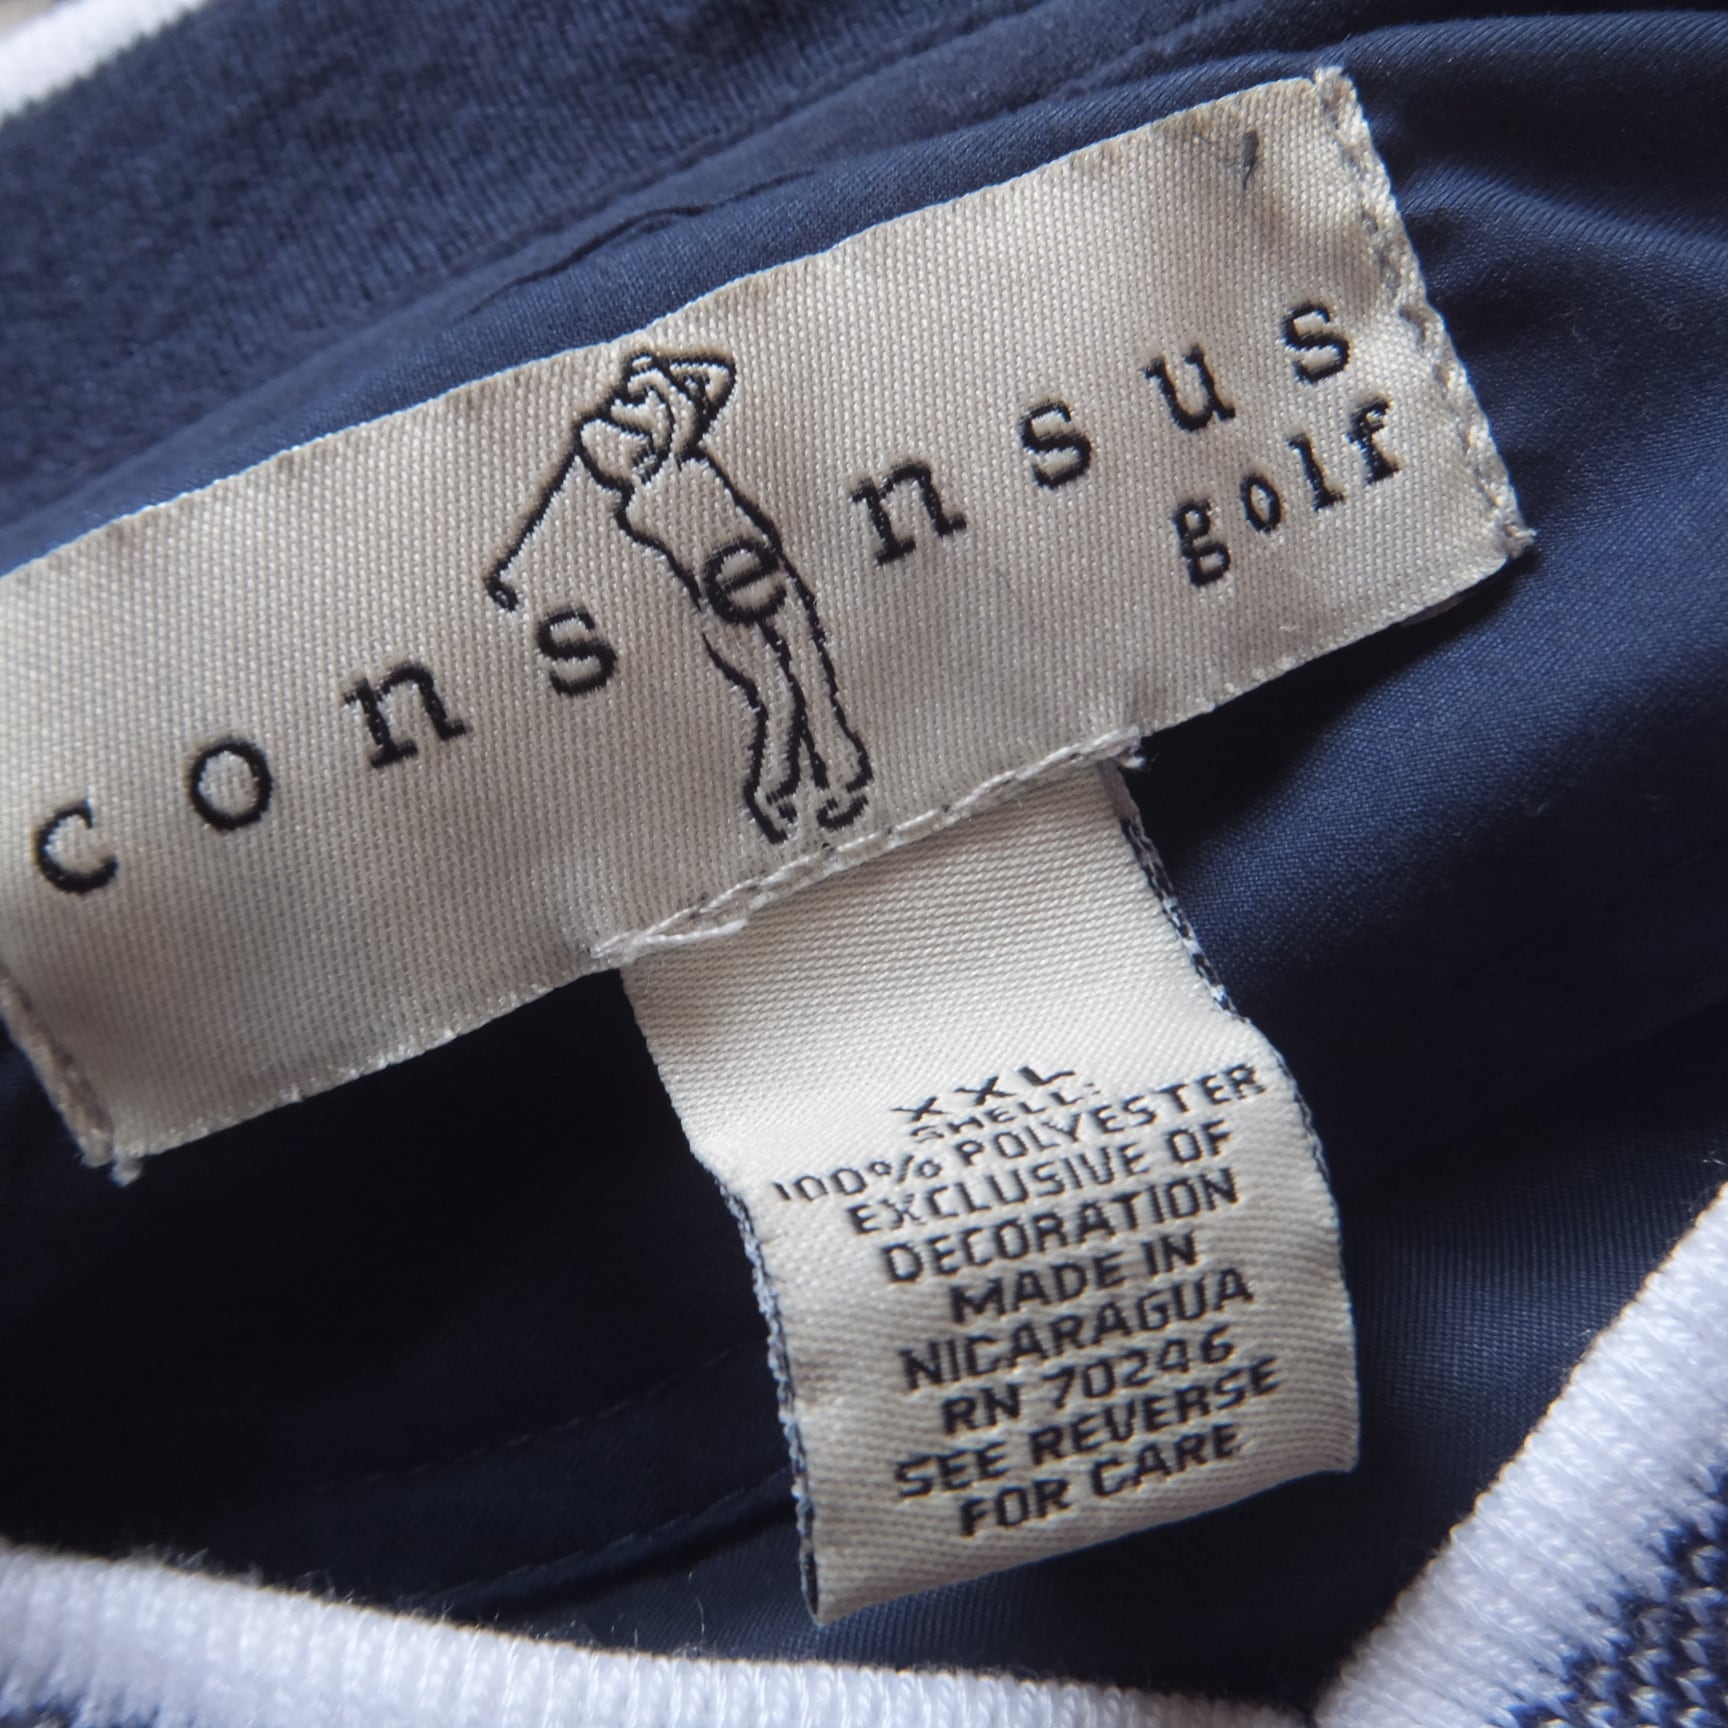 consensus
golf
XXL
SHELL:
100% POLYESTER
EXCLUSIVE OF
DECORATION
MADE IN
NICARAGUA
RN 70246
SEE REVERSE
FOR CARE